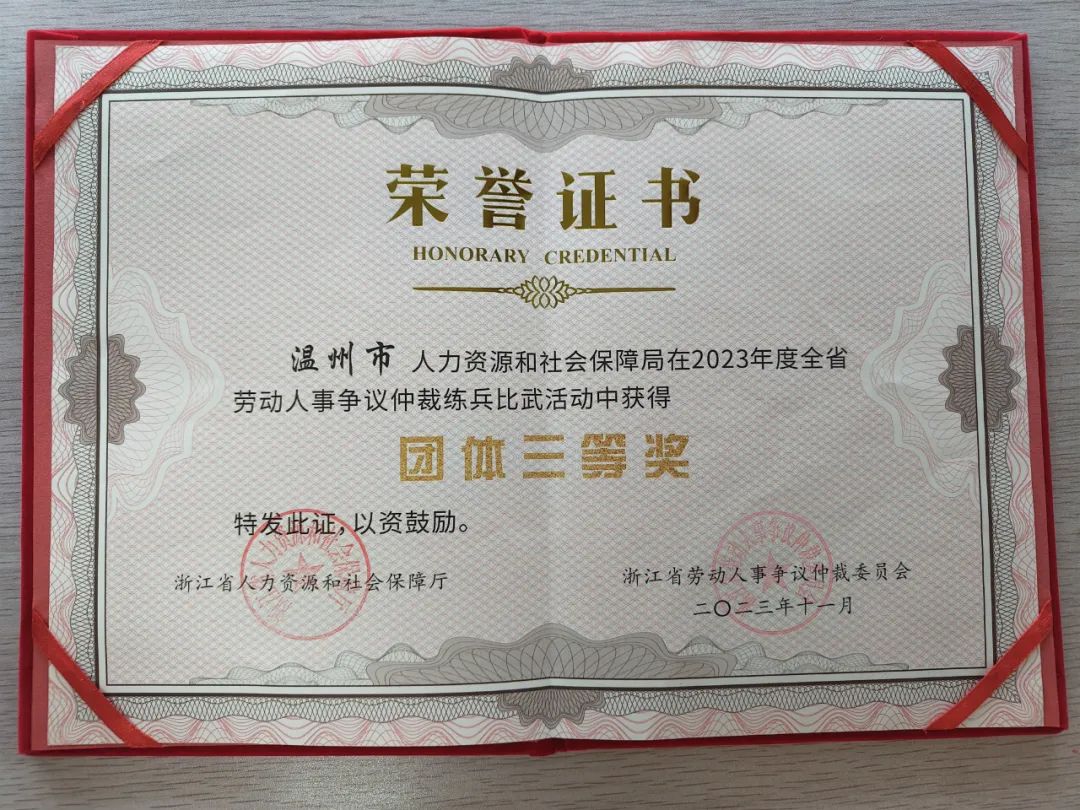 荣誉证书
HONORARY CREDENTIAL
温州市 人力资源和社会保障局在2023年度全省
劳动人事争议仲裁练兵比武活动中获得
团体三等奖
特发此证，以资鼓励。
浙江省人力资源和社会保障厅
浙江省劳动人事争议仲裁委员会
二〇二三年十一月